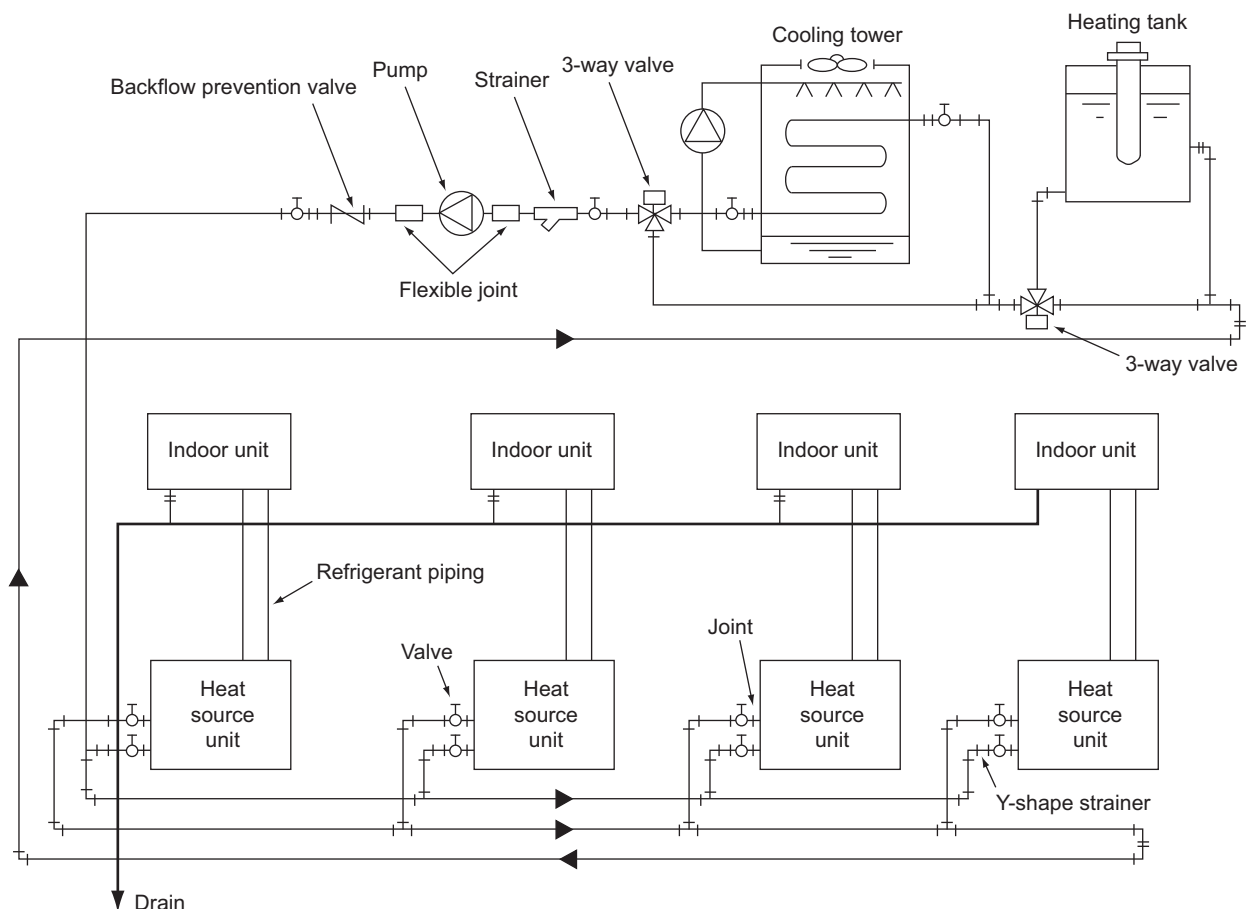 Heating tank
Cooling tower
3-way valve
Pump
Strainer
Backflow prevention valve
Flexible joint
3-way valve
Indoor unit
Indoor unit
Indoor unit
Indoor unit
Refrigerant piping
Joint
Valve
Heat
source
unit
Heat
source
unit
Heat
source
unit
Heat
source
unit
Y-shape strainer
Drain